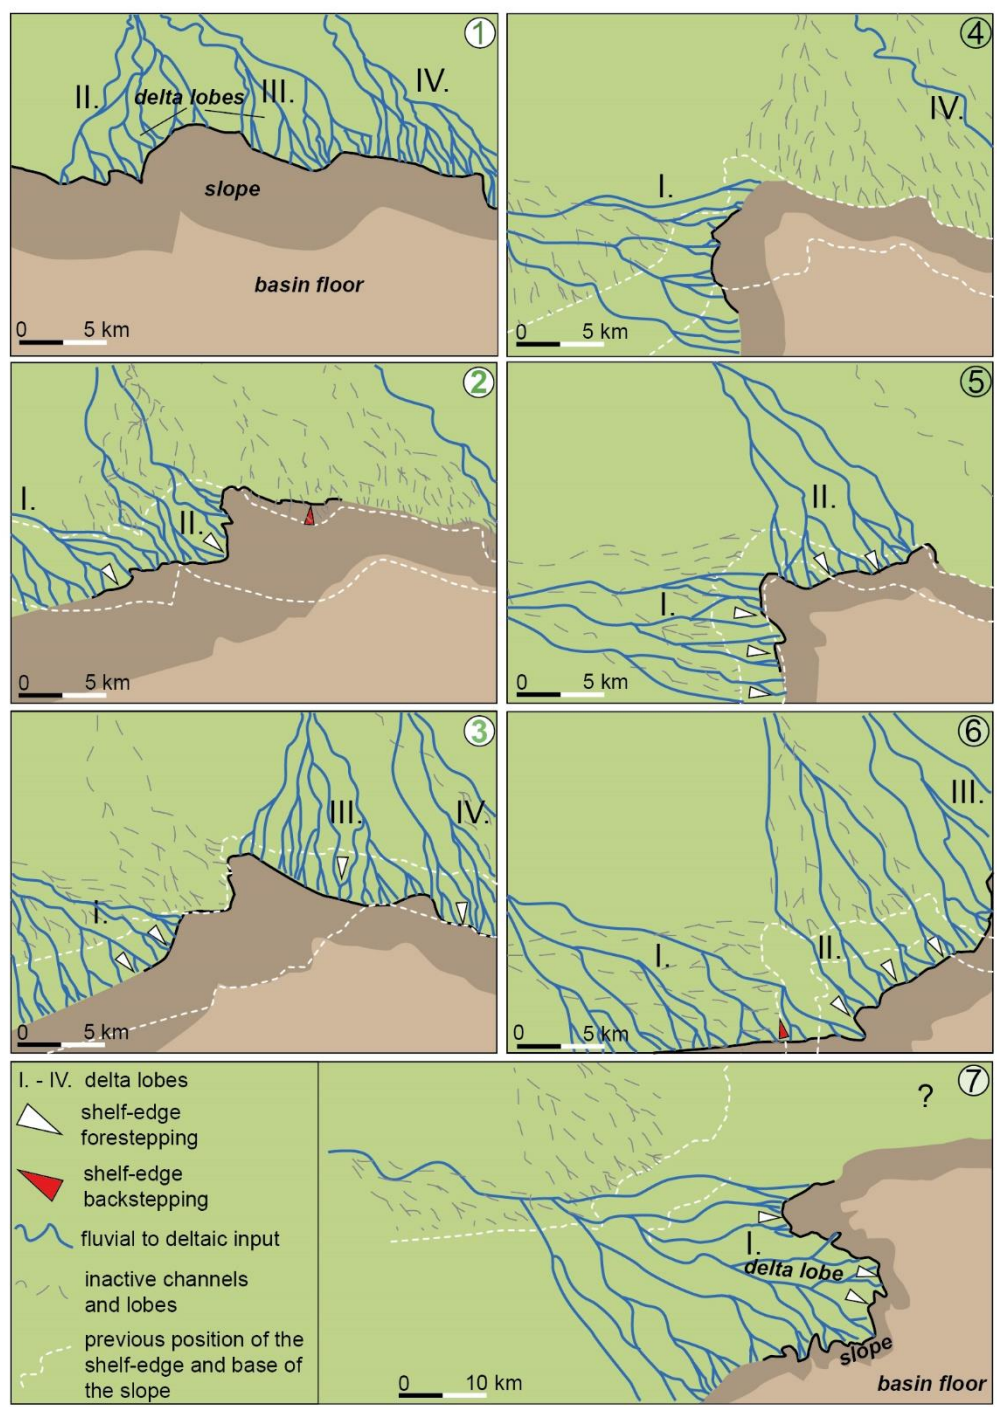 1
II.
delta lobes
III.
IV.
slope
basin floor
0 5 km
4
IV.
I.
0 5 km
2
I.
II.
0 5 km
5
II.
I.
0 5 km
3
III.
IV.
I.
0 5 km
6
III.
II.
I.
0 5 km
I. - IV. delta lobes
shelf-edge
forestepping
shelf-edge
backstepping
fluvial to deltaic input
inactive channels
and lobes
previous position of the
shelf-edge and base of
the slope
7
?
I.
delta lobe
slope
basin floor
0 10 km